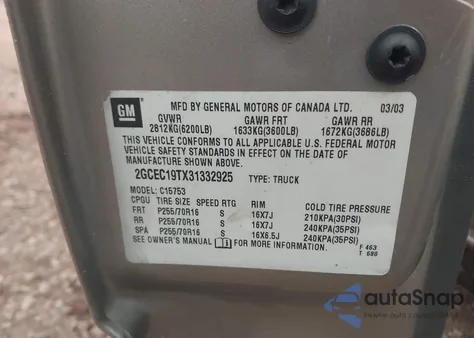 GM
MFD BY GENERAL MOTORS OF CANADA LTD. 03/03
GVWR GAWR FRT GAWR RR
2812KG(6200LB) 1633KG(3600LB) 1672KG(3686LB)
THIS VEHICLE CONFORMS TO ALL APPLICABLE U.S. FEDERAL MOTOR
VEHICLE SAFETY STANDARDS IN EFFECT ON THE DATE OF
MANUFACTURE SHOWN ABOVE.
2GCEC19TX31332925 TYPE: TRUCK
MODEL: C15753
CPQU TIRE SIZE SPEED RTG RIM COLD TIRE PRESSURE
FRT P255/70R16 S 16X7J 210KPA(30PSI)
RR P255/70R16 S 16X7J 240KPA(35PSI)
SPA P255/70R16 S 16X6.5J 240KPA(35PSI)
SEE OWNER'S MANUAL FOR MORE INFORMATION. F 463
T 698
autoSnap